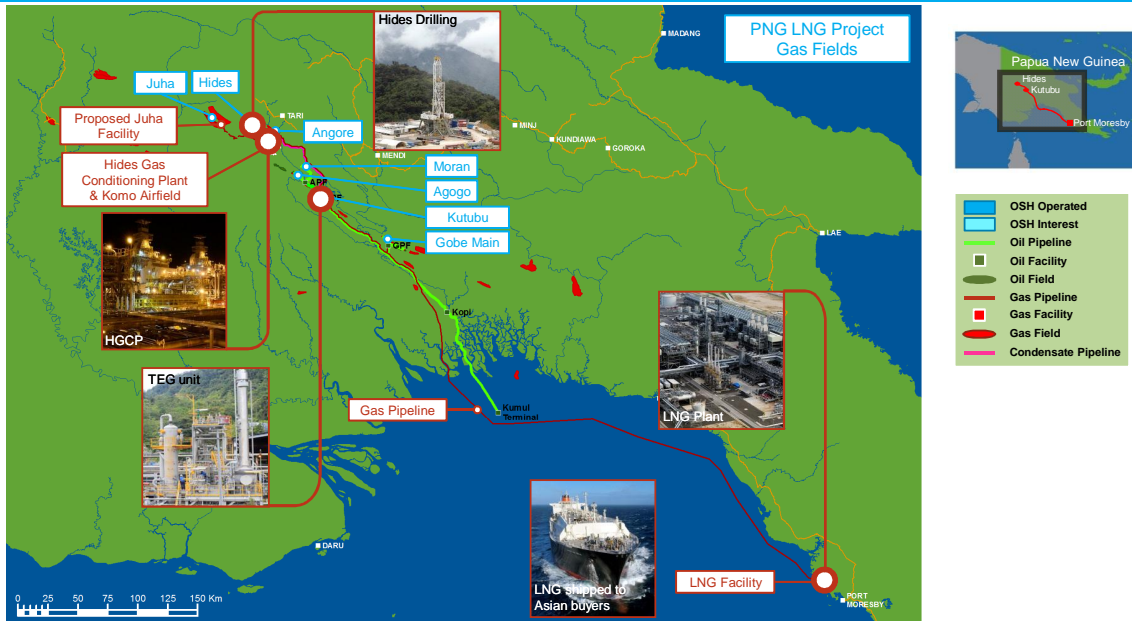 PNG LNG Project
Gas Fields
Hides Drilling
MADANG
Papua New Guinea
Hides
Kutubu
Port Moresby
Juha
Hides
Proposed Juha
Facility
TARI
Angore
MINJ
KUNDIAWA
GOROKA
Hides Gas
Conditioning Plant
& Komo Airfield
MENDI
Moran
Agogo
APF
Kutubu
Gobe Main
GPF
LAE
OSH Operated
OSH Interest
Oil Pipeline
Oil Facility
Oil Field
Gas Pipeline
Gas Facility
Gas Field
Condensate Pipeline
HGCP
Kopi
TEG unit
Gas Pipeline
Kumul
Terminal
LNG Plant
DARU
LNG shipped to
Asian buyers
LNG Facility
PORT
MORESBY
0 25 50 75 100 125 150 Km